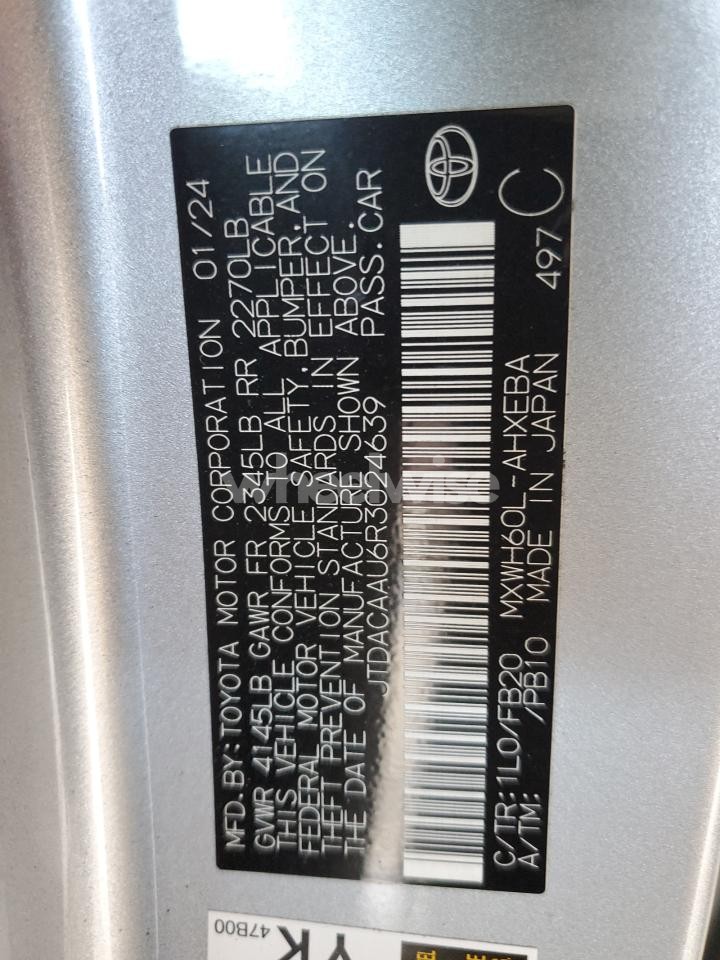 MFD.BY:TOYOTA MOTOR CORPORATION 01/24
GVWR 4145LB GAWR FR 2345LB RR 2270LB
THIS VEHICLE CONFORMS TO ALL APPLICABLE
FEDERAL MOTOR VEHICLE SAFETY, BUMPER, AND
THEFT PREVENTION STANDARDS IN EFFECT ON
THE DATE OF MANUFACTURE SHOWN ABOVE.
JTDACAAU6R3024639 PASS.CAR
C/TR: 1L0/FB20 MXWH60L-AHXEBA
A/TM: /PB10 MADE IN JAPAN 497 C
wheelwise
47B00
YK